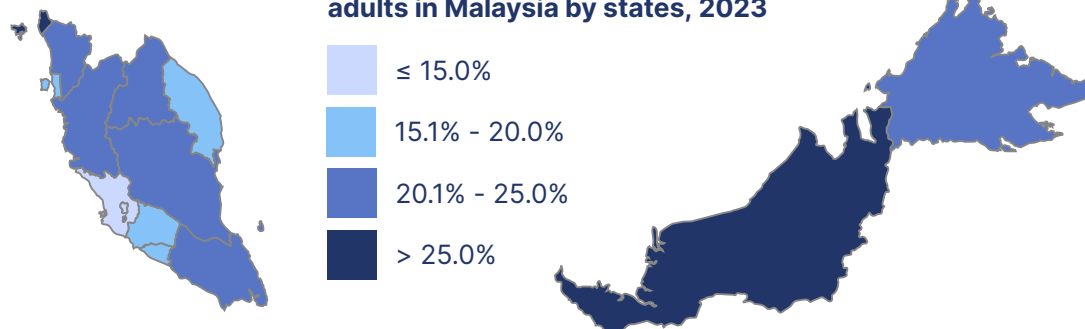 adults in Malaysia by states, 2023
≤ 15.0%
15.1% - 20.0%
20.1% - 25.0%
> 25.0%